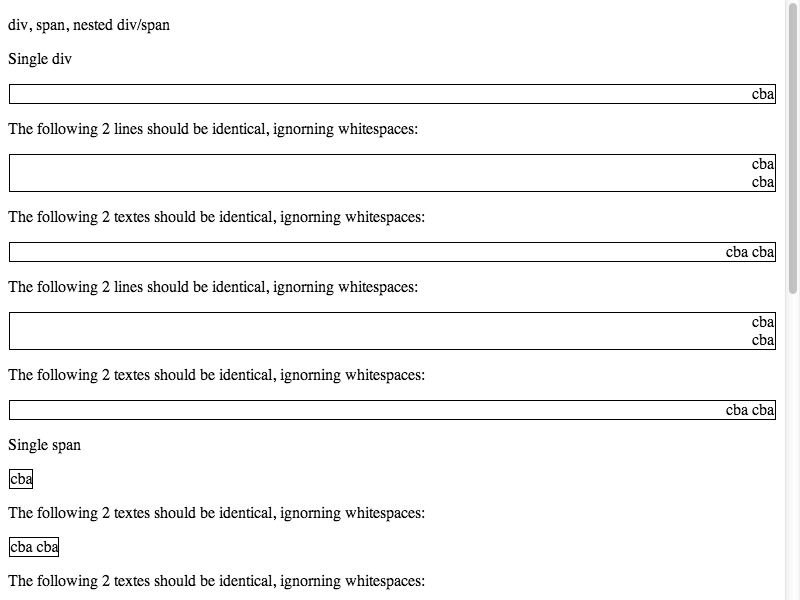 div, span, nested div/span
Single div
cba
The following 2 lines should be identical, ignorning whitespaces:
cba
cba
The following 2 textes should be identical, ignorning whitespaces:
cba cba
The following 2 lines should be identical, ignorning whitespaces:
cba
cba
The following 2 textes should be identical, ignorning whitespaces:
cba cba
Single span
cba
The following 2 textes should be identical, ignorning whitespaces:
cba cba
The following 2 textes should be identical, ignorning whitespaces: